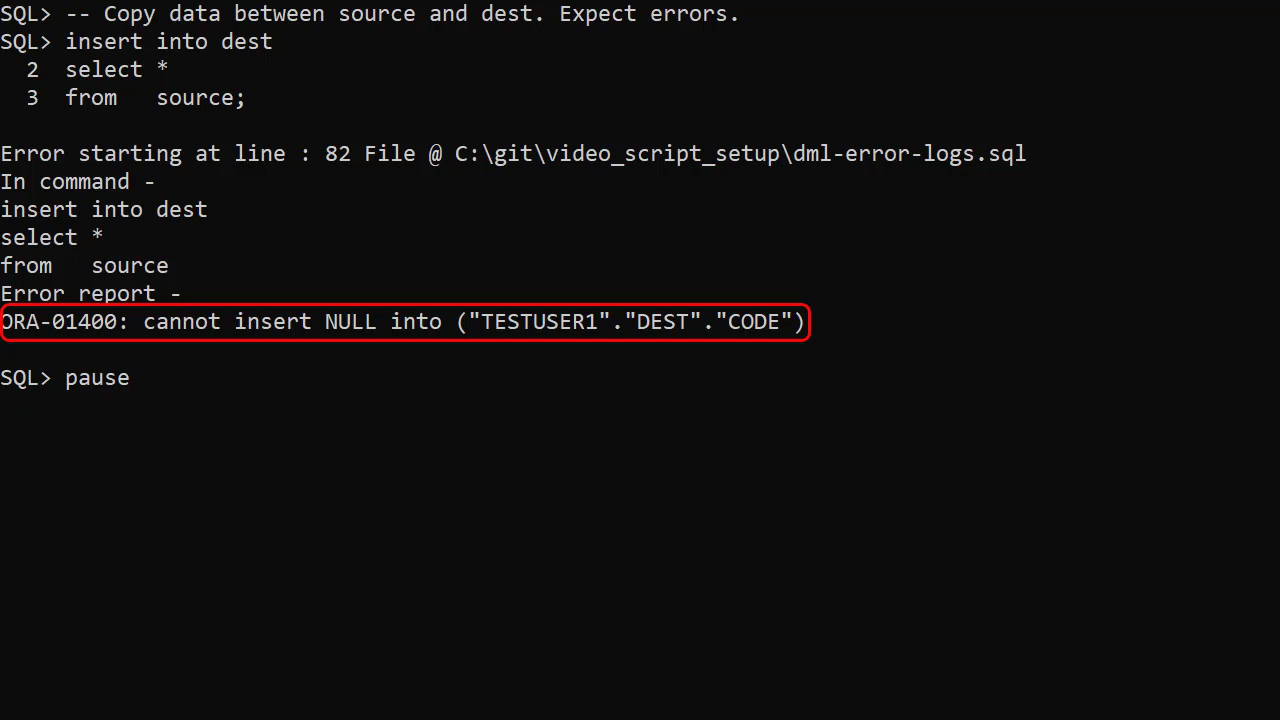 SQL> -- Copy data between source and dest. Expect errors.
SQL> insert into dest
  2  select *
  3  from   source;
Error starting at line : 82 File @ C:\git\video_script_setup\dml-error-logs.sql
In command -
insert into dest
select *
from   source
Error report -
ORA-01400: cannot insert NULL into ("TESTUSER1"."DEST"."CODE")
SQL> pause